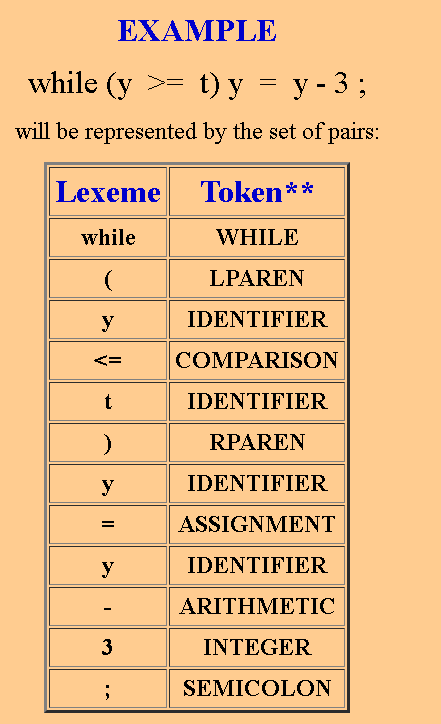 EXAMPLE
while (y >= t) y = y - 3 ;
will be represented by the set of pairs:
Lexeme Token**
while WHILE
( LPAREN
y IDENTIFIER
<= COMPARISON
t IDENTIFIER
) RPAREN
y IDENTIFIER
= ASSIGNMENT
y IDENTIFIER
- ARITHMETIC
3 INTEGER
; SEMICOLON